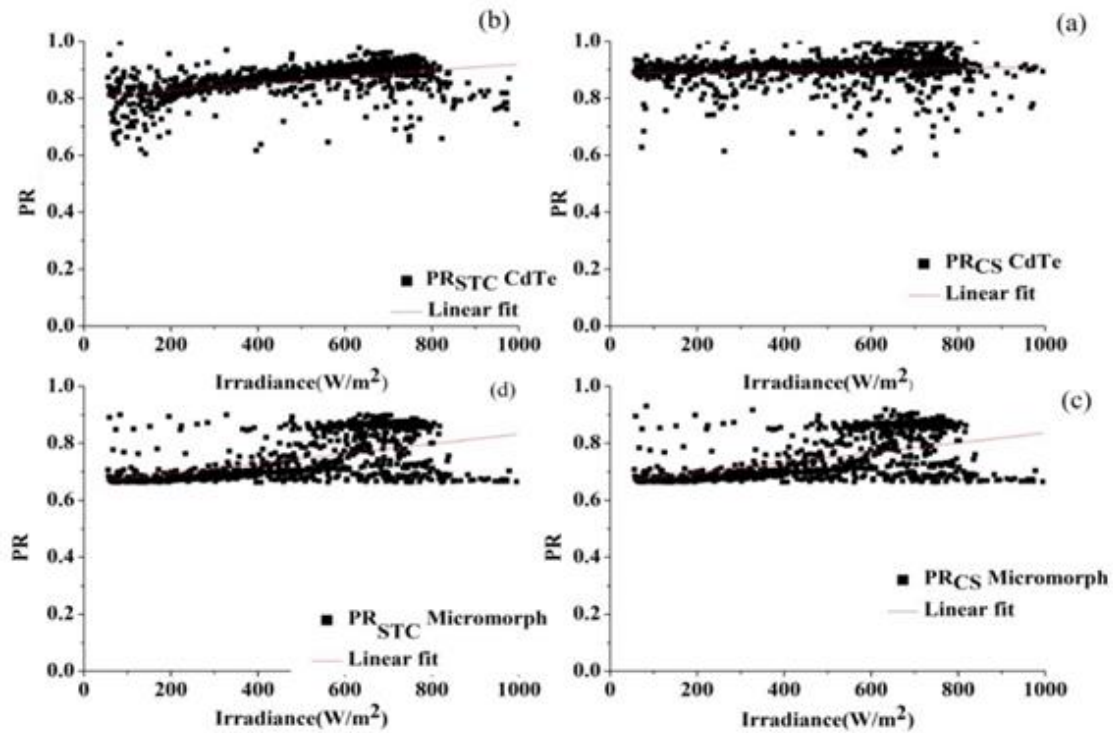 (b)
1.0
0.8
0.6
0.4
0.2
0.0
PR
PRSTC CdTe
Linear fit
0 200 400 600 800 1000
Irradiance(W/m²)
(a)
1.0
0.8
0.6
0.4
0.2
0.0
PR
PRCS CdTe
Linear fit
0 200 400 600 800 1000
Irradiance(W/m²)
(d)
1.0
0.8
0.6
0.4
0.2
0.0
PR
PRSTC Micromorph
Linear fit
0 200 400 600 800 1000
Irradiance(W/m²)
(c)
1.0
0.8
0.6
0.4
0.2
0.0
PR
PRCS Micromorph
Linear fit
0 200 400 600 800 1000
Irradiance(W/m²)